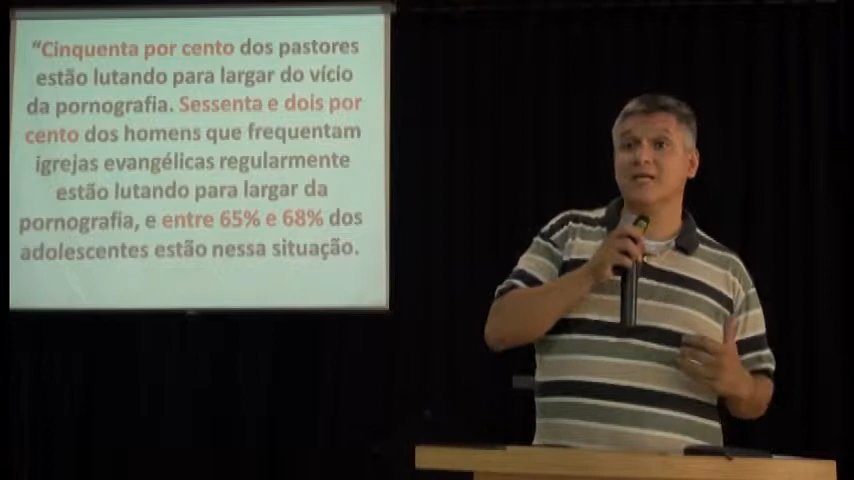 “Cinquenta por cento dos pastores
estão lutando para largar do vício
da pornografia. Sessenta e dois por
cento dos homens que frequentam
igrejas evangélicas regularmente
estão lutando para largar da
pornografia, e entre 65% e 68% dos
adolescentes estão nessa situação.